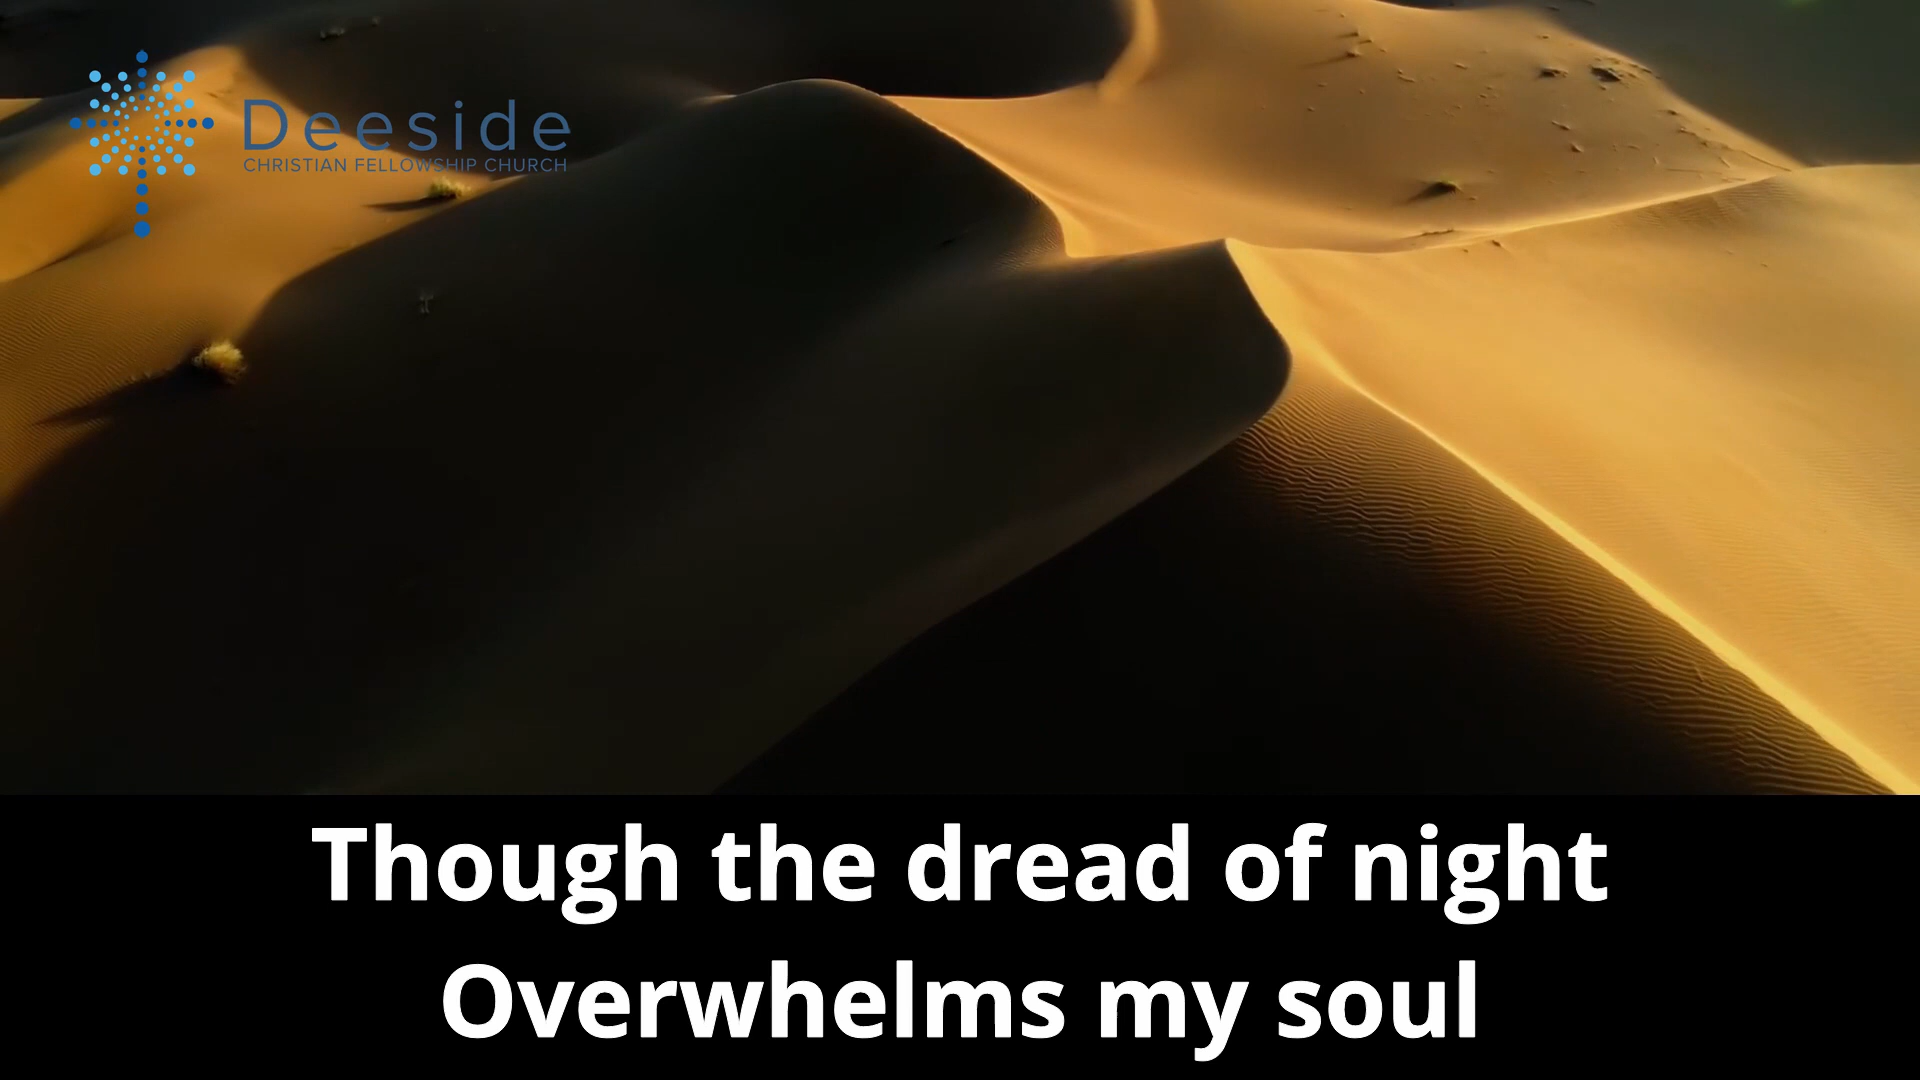 Deeside
CHRISTIAN FELLOWSHIP CHURCH
Though the dread of night
Overwhelms my soul